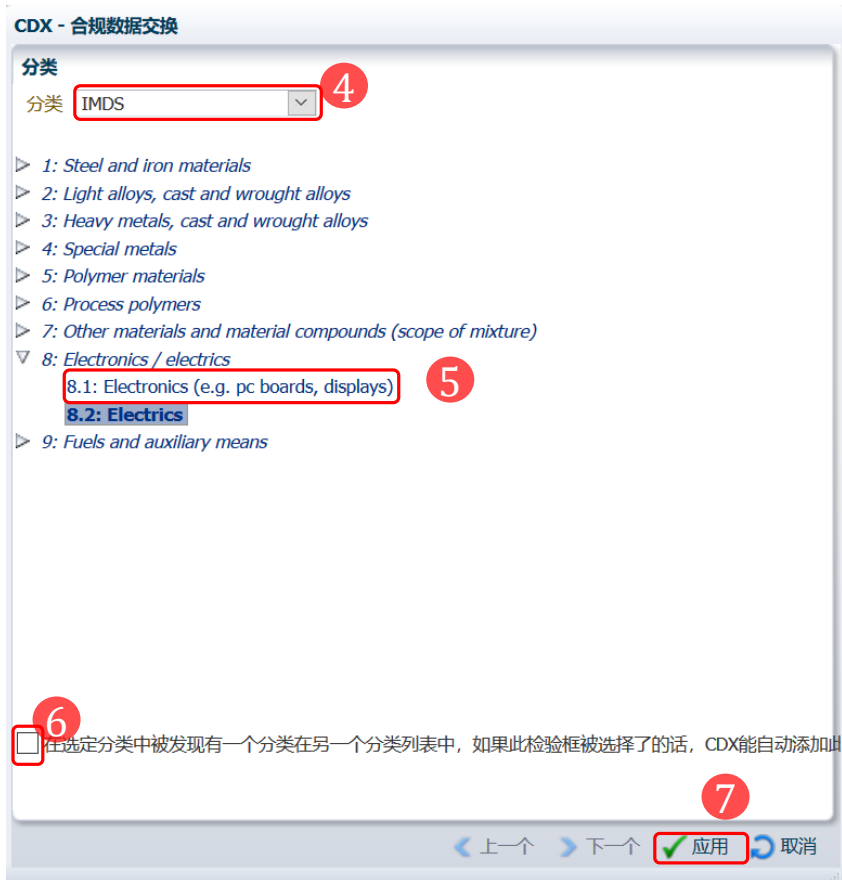 CDX - 合规数据交换
分类
分类 IMDS
4
1: Steel and iron materials
2: Light alloys, cast and wrought alloys
3: Heavy metals, cast and wrought alloys
4: Special metals
5: Polymer materials
6: Process polymers
7: Other materials and material compounds (scope of mixture)
8: Electronics / electrics
8.1: Electronics (e.g. pc boards, displays)
5
8.2: Electrics
9: Fuels and auxiliary means
6
在选定分类中被发现有一个分类在另一个分类列表中，如果此检验框被选择了的话，CDX能自动添加此
7
上一个 下一个 应用 取消